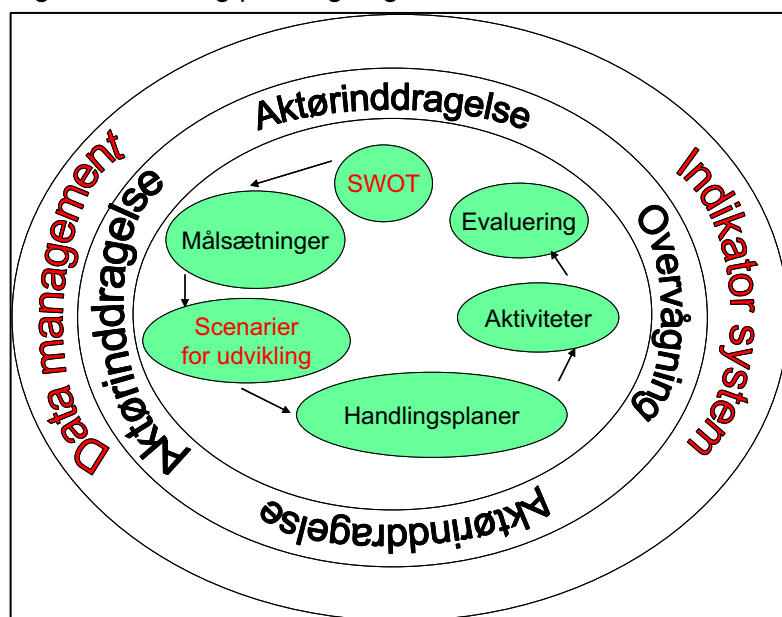 Aktørinddragelse
SWOT
Evaluering
Målsætninger
Aktiviteter
Scenarier
for udvikling
Handlingsplaner
Aktørinddragelse
Overvågning
Aktørinddragelse
Data management
Indikator system